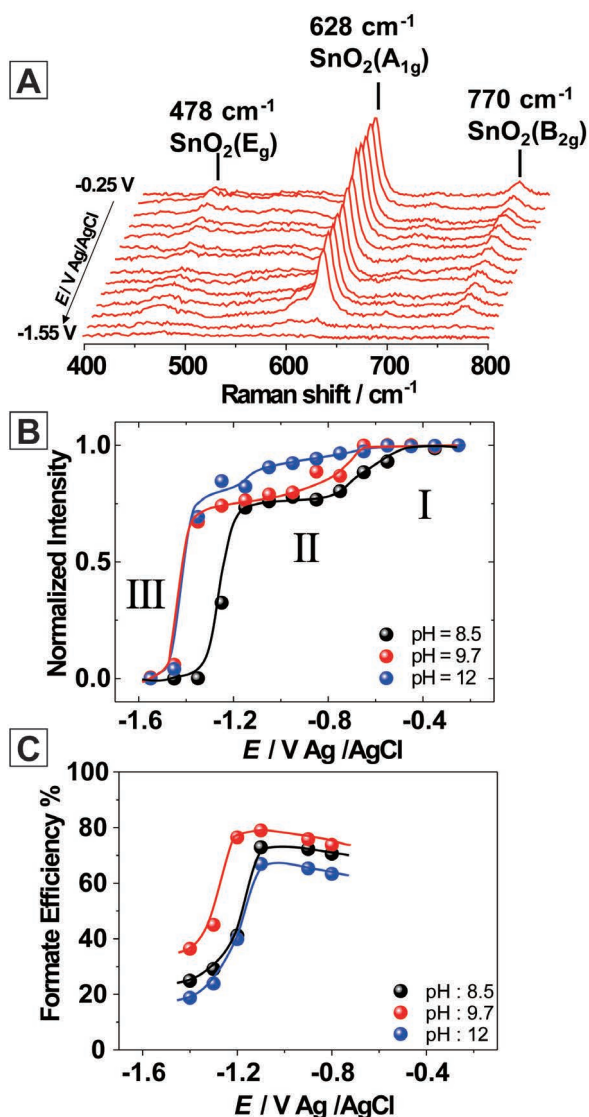 A
628 cm⁻¹
SnO₂(A₁g)
478 cm⁻¹
SnO₂(Eg)
770 cm⁻¹
SnO₂(B₂g)
-0.25 V
E / V Ag/AgCl
-1.55 V
400 500 600 700 800
Raman shift / cm⁻¹
B
Normalized Intensity
1.0
0.5
0.0
I
II
III
pH = 8.5
pH = 9.7
pH = 12
-1.6 -1.2 -0.8 -0.4
E / V Ag /AgCl
C
Formate Efficiency %
100
80
60
40
20
0
pH : 8.5
pH : 9.7
pH : 12
-1.6 -1.2 -0.8 -0.4
E / V Ag /AgCl